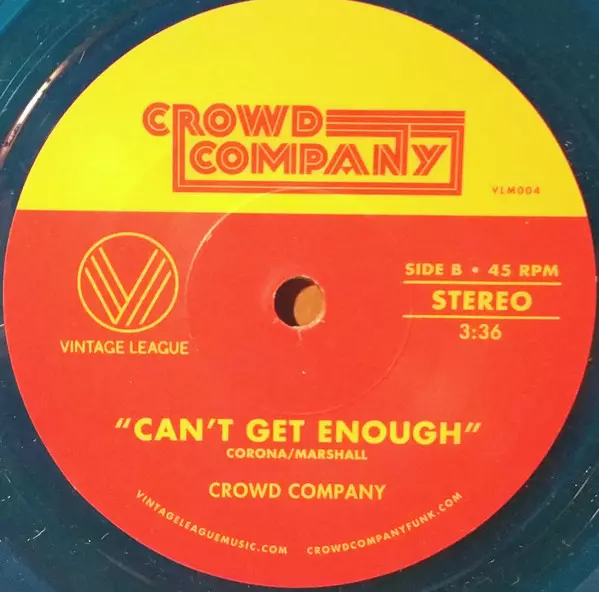 CROWD
COMPANY
VLM004
SIDE B • 45 RPM
STEREO
3:36
VINTAGE LEAGUE
"CAN'T GET ENOUGH"
CORONA/MARSHALL
CROWD COMPANY
VINTAGELEAGUEMUSIC.COM CROWDCOMPANYFUNK.COM